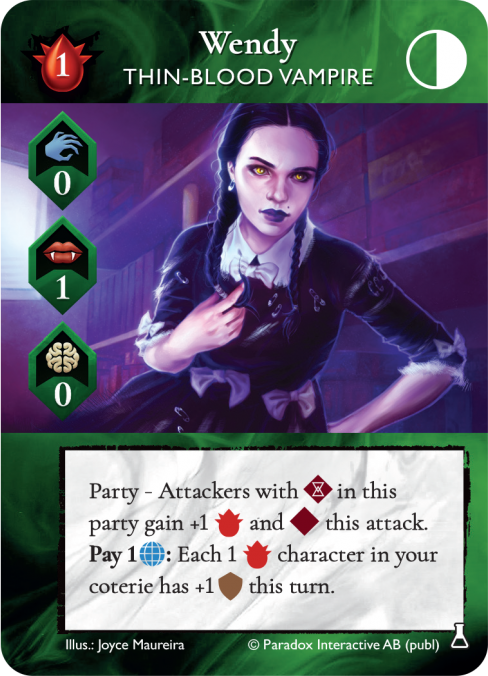 1
Wendy
THIN-BLOOD VAMPIRE
0
1
0
Party - Attackers with in this
party gain +1 and this attack.
Pay 1 : Each 1 character in your
coterie has +1 this turn.
Illus.: Joyce Maureira © Paradox Interactive AB (publ)